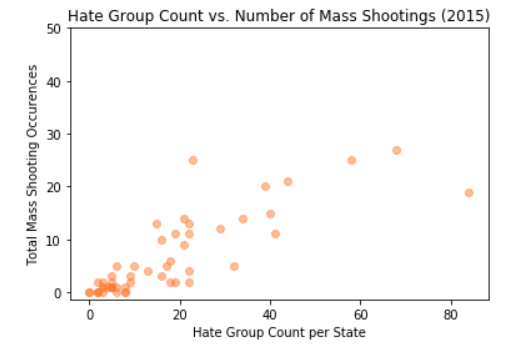 Hate Group Count vs. Number of Mass Shootings (2015)
50
40
30
20
10
0
Total Mass Shooting Occurences
0 20 40 60 80
Hate Group Count per State